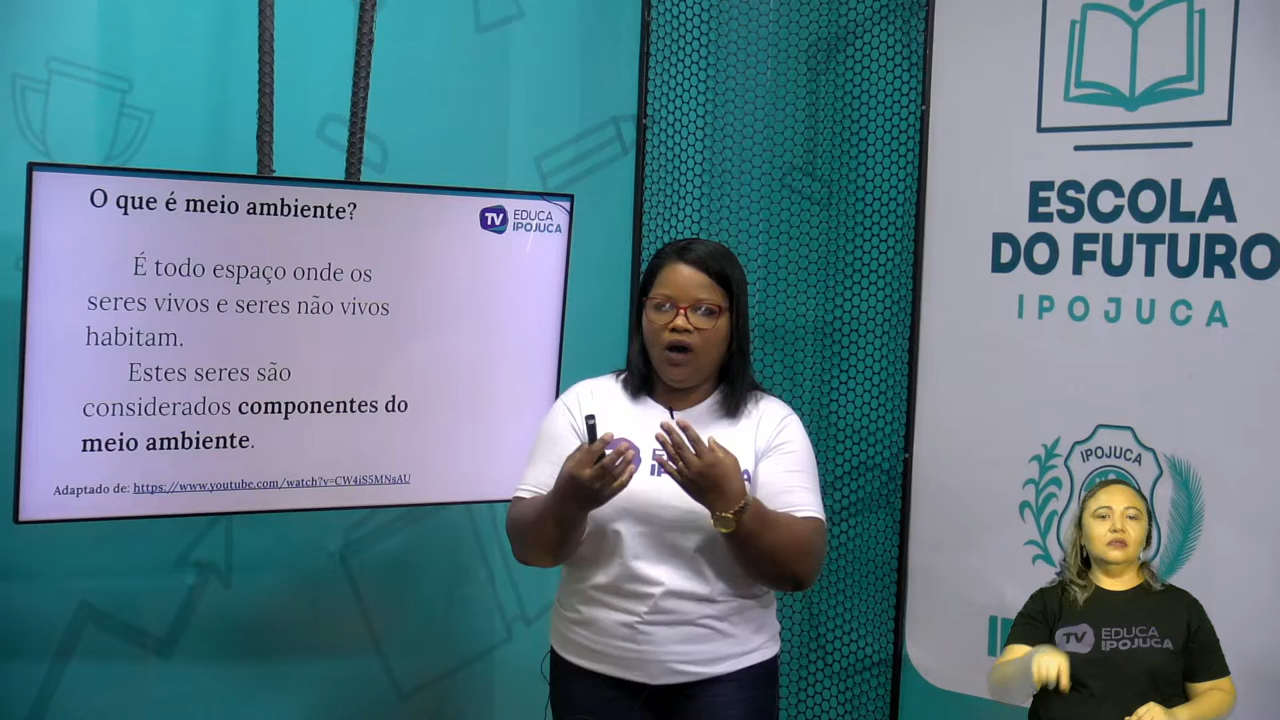 O que é meio ambiente?
TV EDUCA
IPOJUCA
É todo espaço onde os
seres vivos e seres não vivos
habitam.
Estes seres são
considerados componentes do
meio ambiente.
Adaptado de: https://www.youtube.com/watch?v=CW4iS5MNsAU
ESCOLA
DO FUTURO
IPOJUCA
IPOJUCA
TV EDUCA
IPOJUCA